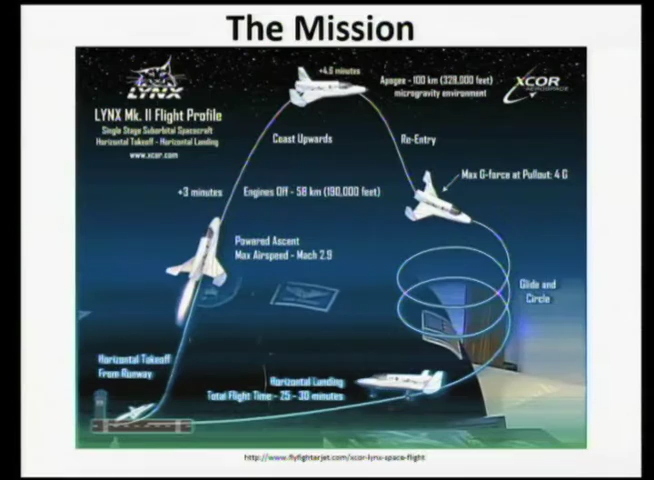 The Mission
+4.6 minutes
Apogee - 100 km (328,000 feet)
microgravity environment
XCOR
AEROSPACE
LYNX
LYNX Mk. II Flight Profile
Single Stage Suborbital Spacecraft
Horizontal Takeoff - Horizontal Landing
www.xcor.com
Coast Upwards
Re-Entry
Max G-force at Pullout: 4 G
+3 minutes
Engines Off - 58 km (190,000 feet)
Powered Ascent
Max Airspeed - Mach 2.9
Glide and
Circle
Horizontal Takeoff
From Runway
Horizontal Landing
Total Flight Time - 25 - 30 minutes
http://www.flyfighterjet.com/xcor-lynx-space-flight